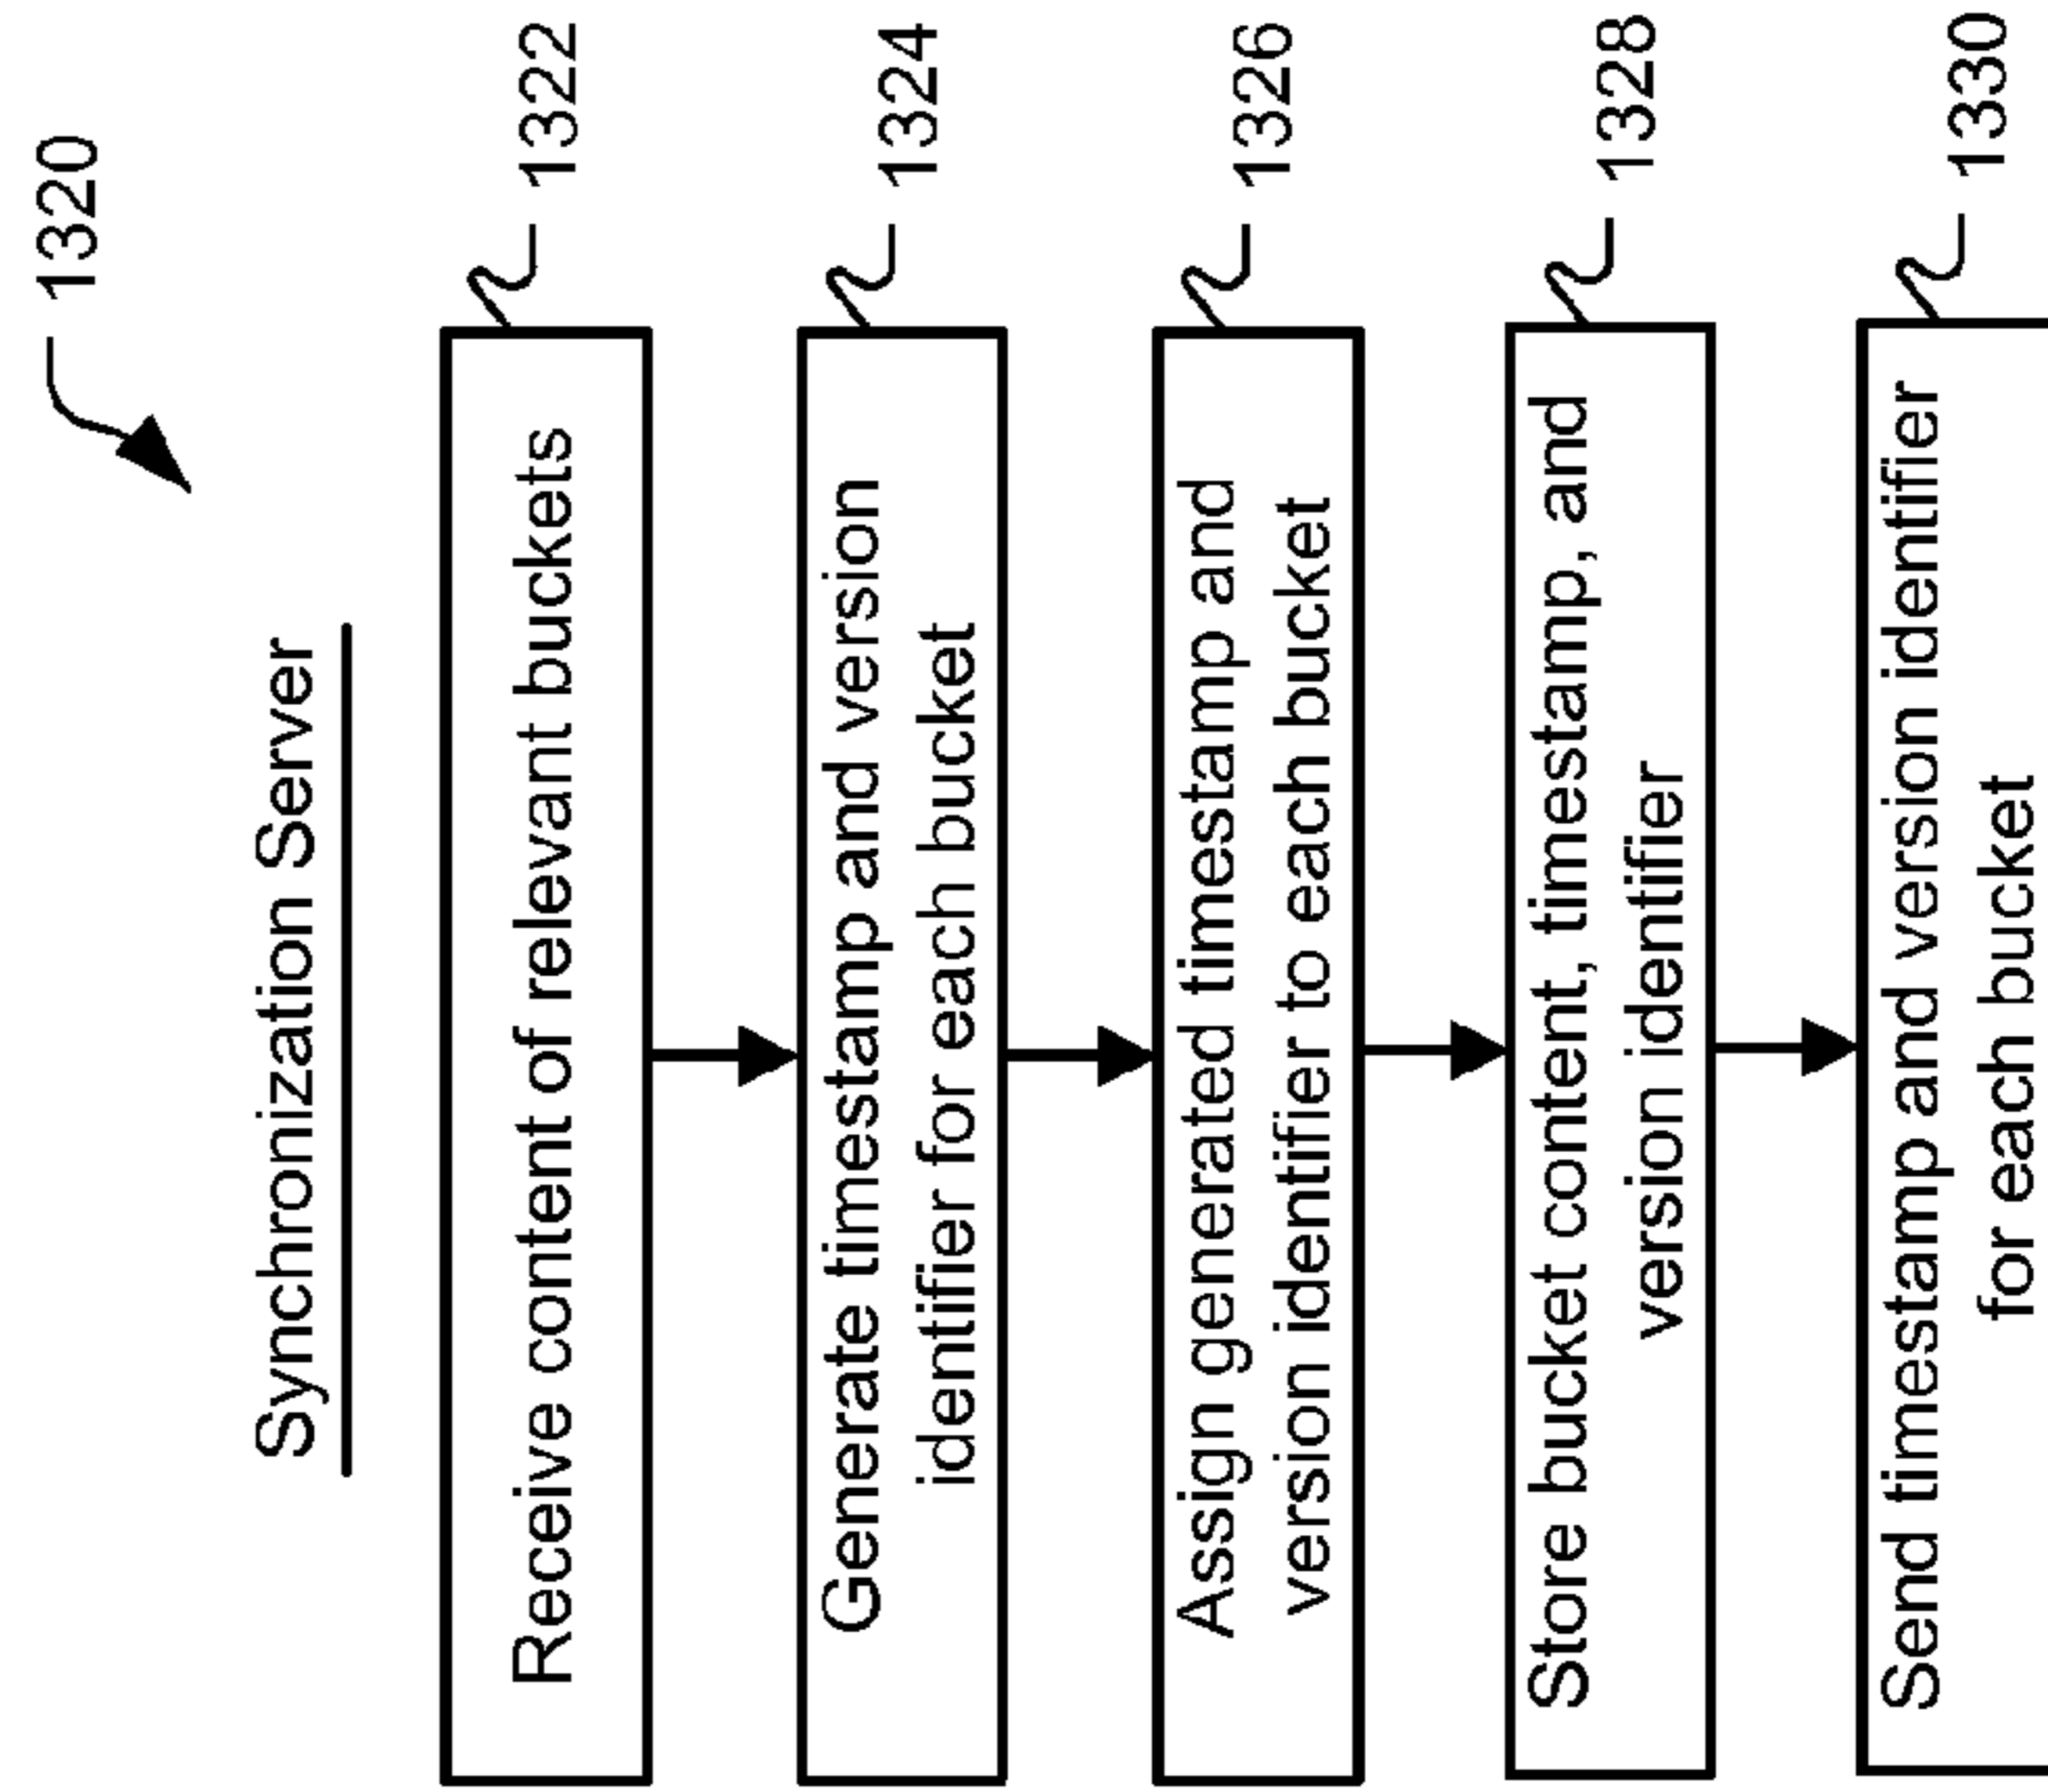 1320
Synchronization Server
Receive content of relevant buckets
1322
Generate timestamp and version
identifier for each bucket
1324
Assign generated timestamp and
version identifier to each bucket
1326
Store bucket content, timestamp, and
version identifier
1328
Send timestamp and version identifier
for each bucket
1330